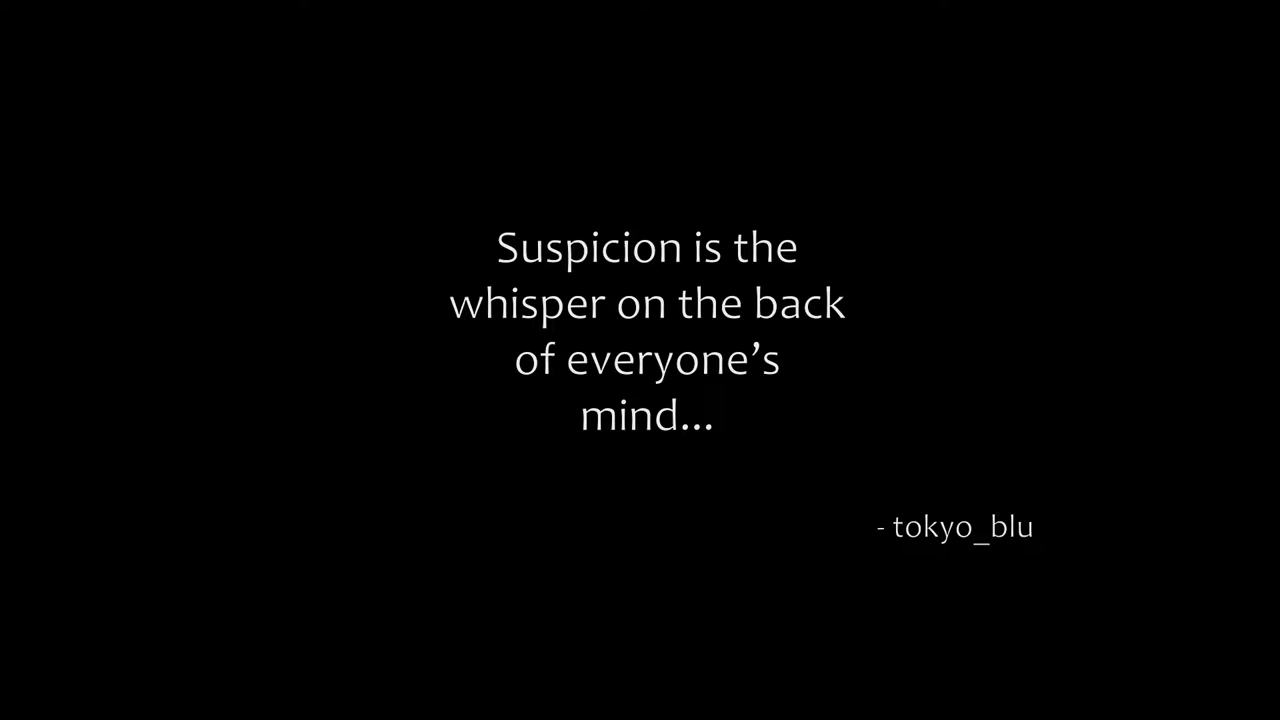 Suspicion is the
whisper on the back
of everyone’s
mind...
- tokyo_blu